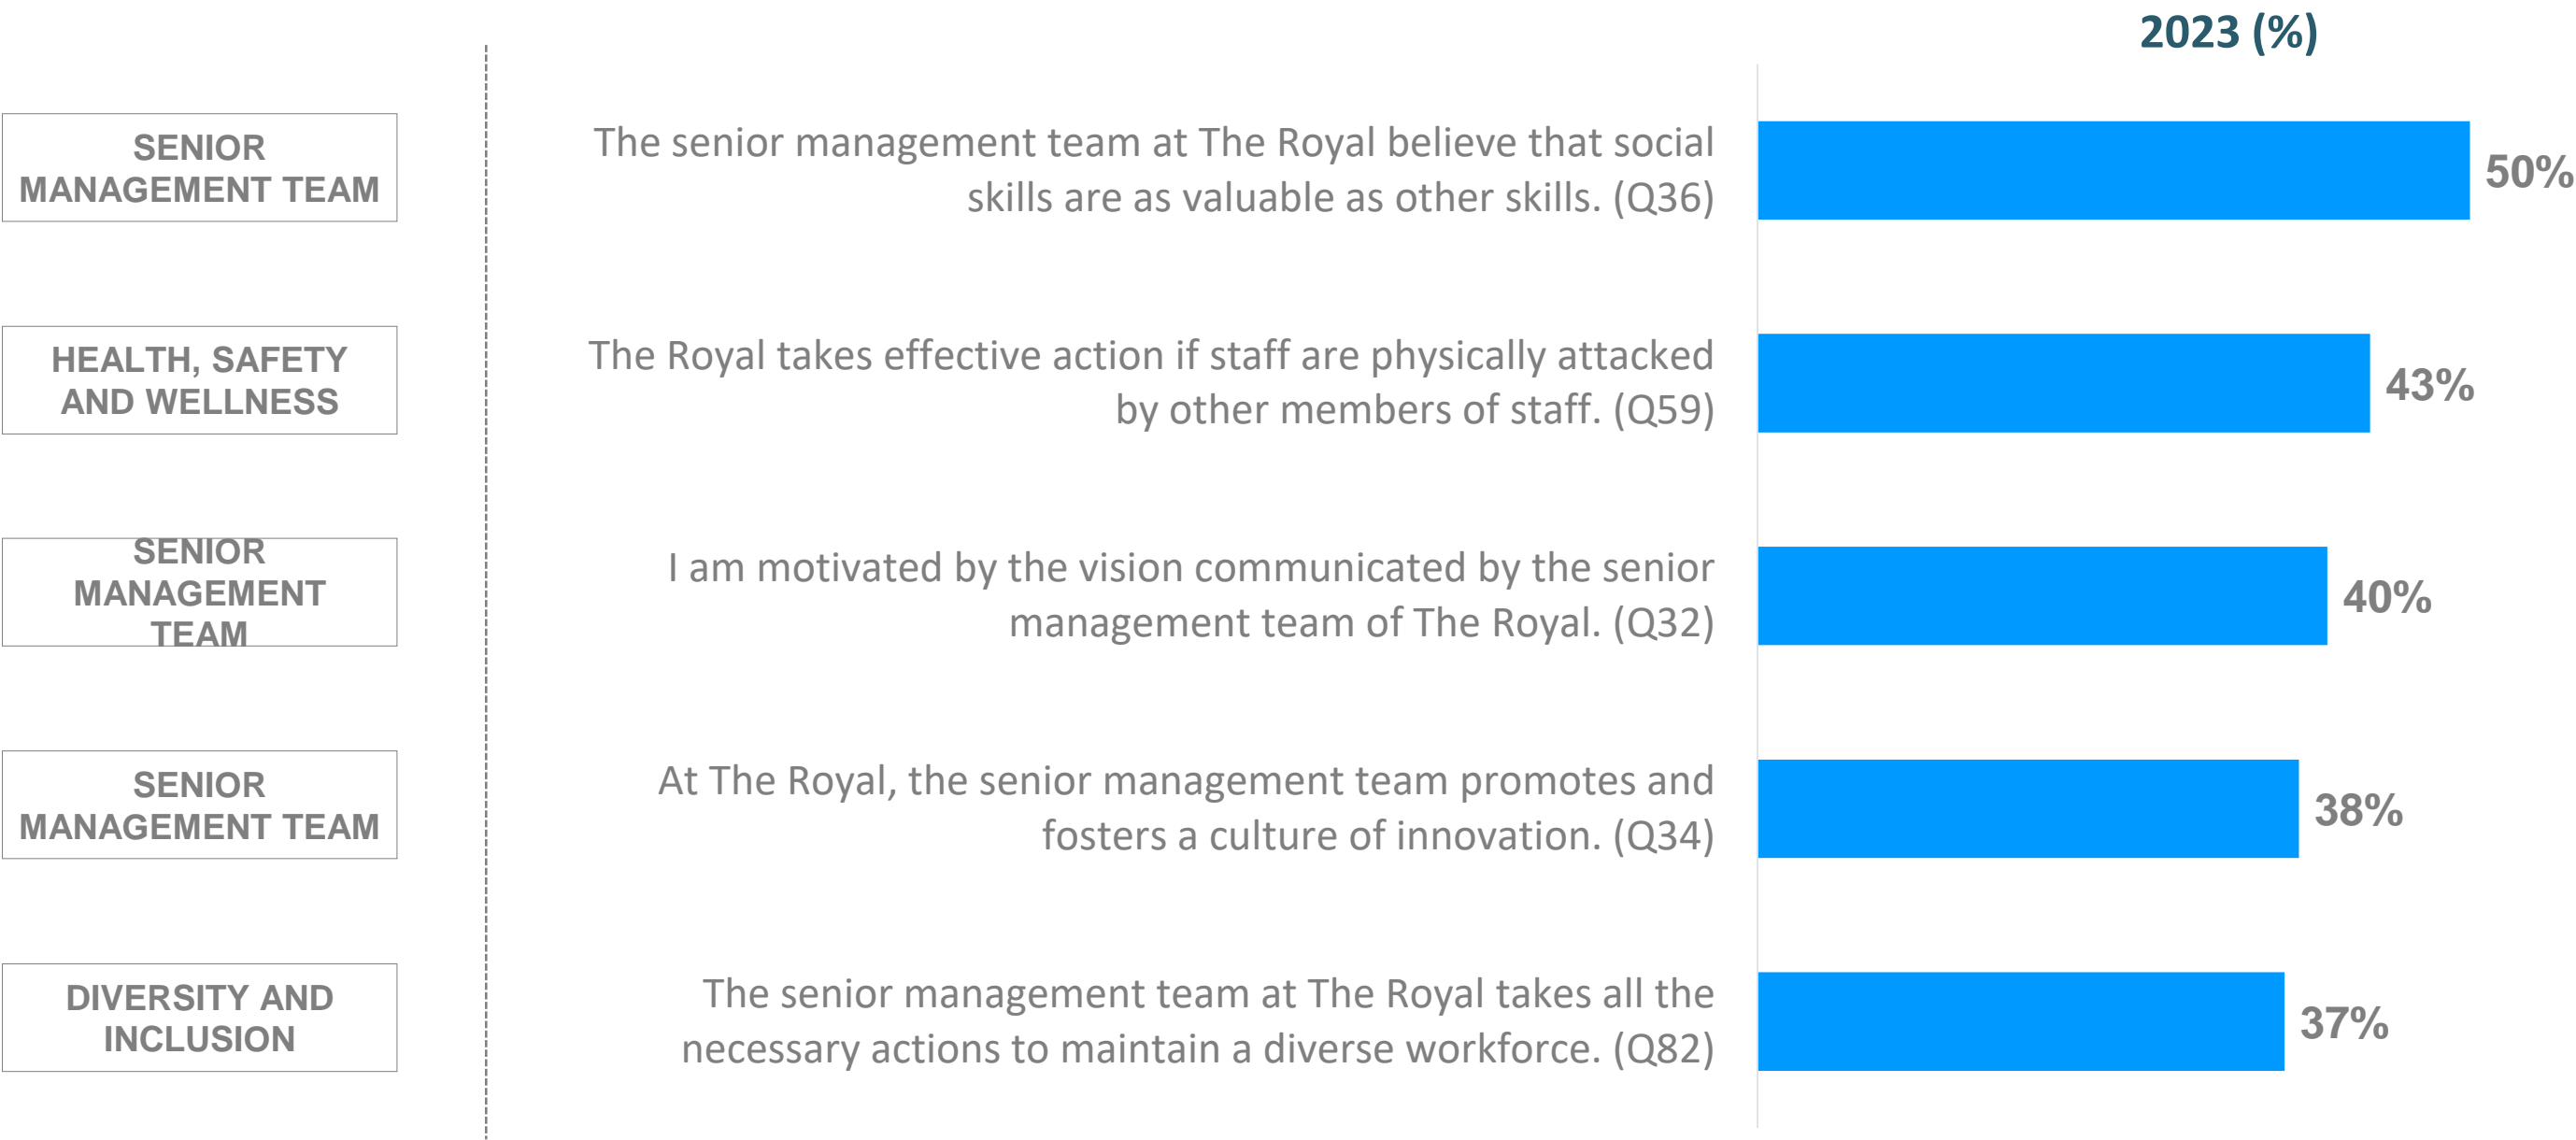 2023 (%)
SENIOR
MANAGEMENT TEAM
The senior management team at The Royal believe that social
skills are as valuable as other skills. (Q36)
50%
HEALTH, SAFETY
AND WELLNESS
The Royal takes effective action if staff are physically attacked
by other members of staff. (Q59)
43%
SENIOR
MANAGEMENT
TEAM
I am motivated by the vision communicated by the senior
management team of The Royal. (Q32)
40%
SENIOR
MANAGEMENT TEAM
At The Royal, the senior management team promotes and
fosters a culture of innovation. (Q34)
38%
DIVERSITY AND
INCLUSION
The senior management team at The Royal takes all the
necessary actions to maintain a diverse workforce. (Q82)
37%